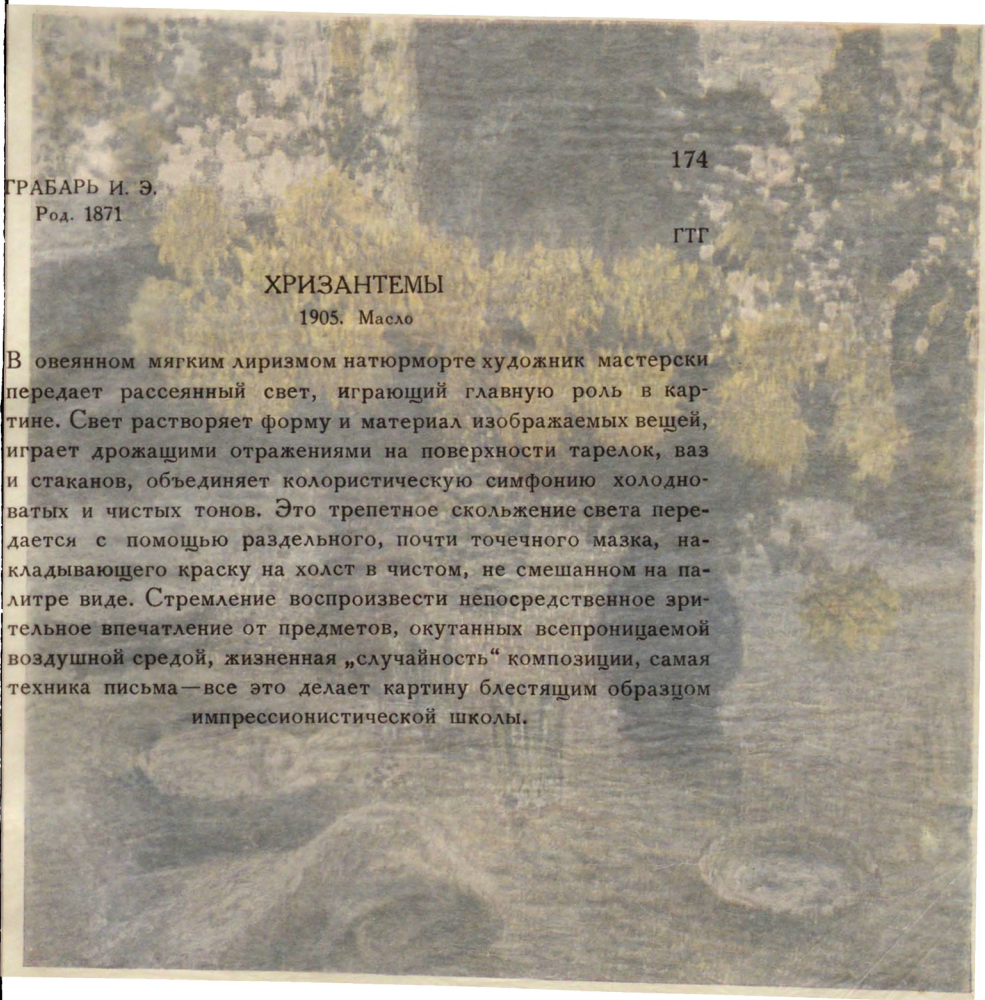 174
ГРАБАРЬ И. Э.
Род. 1871
ГТГ
ХРИЗАНТЕМЫ
1905. Масло
В овеянном мягким лиризмом натюрморте художник мастерски
передает рассеянный свет, играющий главную роль в кар-
тине. Свет растворяет форму и материал изображаемых вещей,
играет дрожащими отражениями на поверхности тарелок, ваз
и стаканов, объединяет колористическую симфонию холодно-
ватых и чистых тонов. Это трепетное скольжение света пере-
дается с помощью раздельного, почти точечного мазка, на-
кладывающего краску на холст в чистом, не смешанном на па-
литре виде. Стремление воспроизвести непосредственное зри-
тельное впечатление от предметов, окутанных всепроницаемой
воздушной средой, жизненная „случайность“ композиции, самая
техника письма—все это делает картину блестящим образцом
импрессионистической школы.